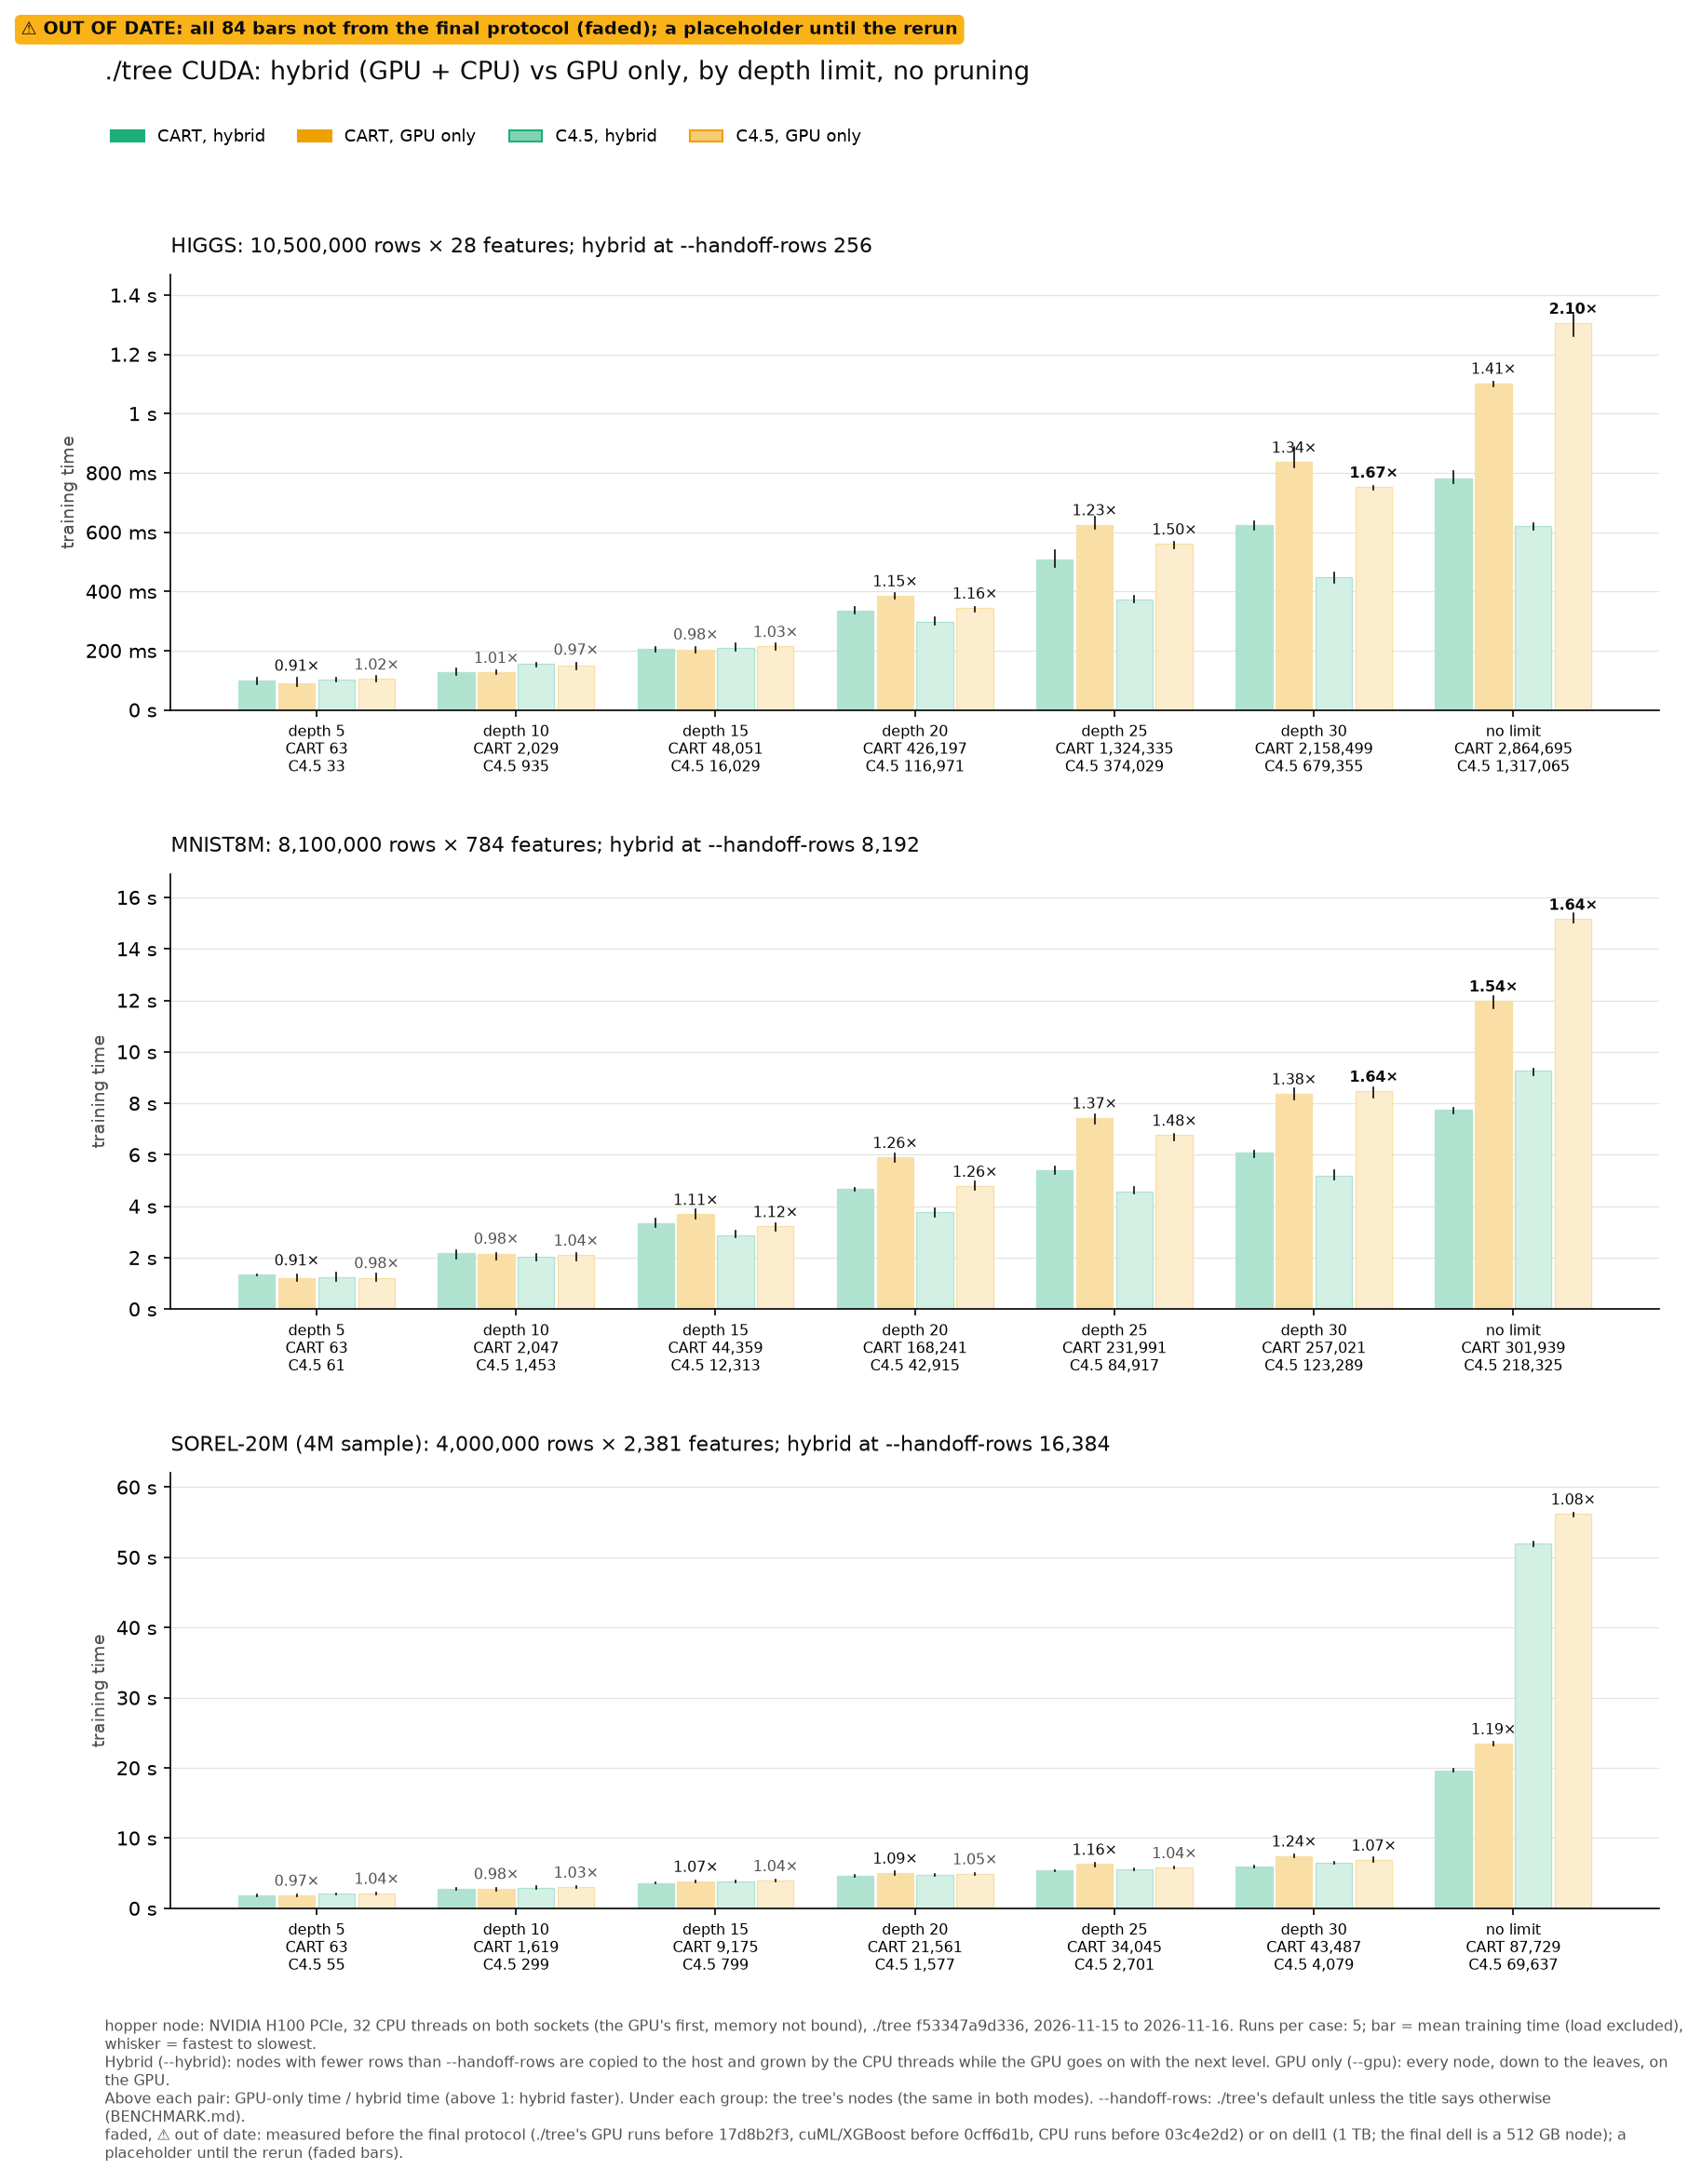 ⚠ OUT OF DATE: all 84 bars not from the final protocol (faded); a placeholder until the rerun
./tree CUDA: hybrid (GPU + CPU) vs GPU only, by depth limit, no pruning
CART, hybrid
CART, GPU only
C4.5, hybrid
C4.5, GPU only
HIGGS: 10,500,000 rows × 28 features; hybrid at --handoff-rows 256
training time
1.4 s
1.2 s
1 s
800 ms
600 ms
400 ms
200 ms
0 s
0.91×
1.02×
1.01×
0.97×
0.98×
1.03×
1.15×
1.16×
1.23×
1.50×
1.34×
1.67×
1.41×
2.10×
depth 5
CART 63
C4.5 33
depth 10
CART 2,029
C4.5 935
depth 15
CART 48,051
C4.5 16,029
depth 20
CART 426,197
C4.5 116,971
depth 25
CART 1,324,335
C4.5 374,029
depth 30
CART 2,158,499
C4.5 679,355
no limit
CART 2,864,695
C4.5 1,317,065
MNIST8M: 8,100,000 rows × 784 features; hybrid at --handoff-rows 8,192
training time
16 s
14 s
12 s
10 s
8 s
6 s
4 s
2 s
0 s
0.91×
0.98×
0.98×
1.04×
1.11×
1.12×
1.26×
1.26×
1.37×
1.48×
1.38×
1.64×
1.54×
1.64×
depth 5
CART 63
C4.5 61
depth 10
CART 2,047
C4.5 1,453
depth 15
CART 44,359
C4.5 12,313
depth 20
CART 168,241
C4.5 42,915
depth 25
CART 231,991
C4.5 84,917
depth 30
CART 257,021
C4.5 123,289
no limit
CART 301,939
C4.5 218,325
SOREL-20M (4M sample): 4,000,000 rows × 2,381 features; hybrid at --handoff-rows 16,384
training time
60 s
50 s
40 s
30 s
20 s
10 s
0 s
0.97×
1.04×
0.98×
1.03×
1.07×
1.04×
1.09×
1.05×
1.16×
1.04×
1.24×
1.07×
1.19×
1.08×
depth 5
CART 63
C4.5 55
depth 10
CART 1,619
C4.5 299
depth 15
CART 9,175
C4.5 799
depth 20
CART 21,561
C4.5 1,577
depth 25
CART 34,045
C4.5 2,701
depth 30
CART 43,487
C4.5 4,079
no limit
CART 87,729
C4.5 69,637
hopper node: NVIDIA H100 PCIe, 32 CPU threads on both sockets (the GPU's first, memory not bound), ./tree f53347a9d336, 2026-11-15 to 2026-11-16. Runs per case: 5; bar = mean training time (load excluded),
whisker = fastest to slowest.
Hybrid (--hybrid): nodes with fewer rows than --handoff-rows are copied to the host and grown by the CPU threads while the GPU goes on with the next level. GPU only (--gpu): every node, down to the leaves, on
the GPU.
Above each pair: GPU-only time / hybrid time (above 1: hybrid faster). Under each group: the tree's nodes (the same in both modes). --handoff-rows: ./tree's default unless the title says otherwise
(BENCHMARK.md).
faded, ⚠ out of date: measured before the final protocol (./tree's GPU runs before 17d8b2f3, cuML/XGBoost before 0cff6d1b, CPU runs before 03c4e2d2) or on dell1 (1 TB; the final dell is a 512 GB node); a
placeholder until the rerun (faded bars).